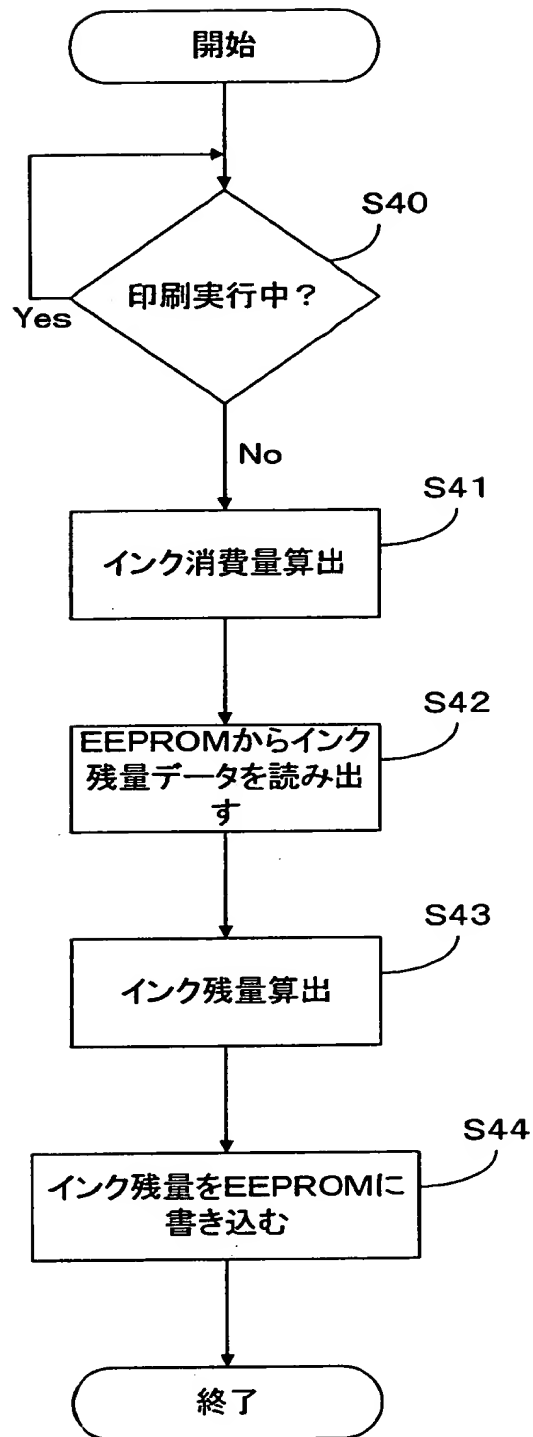 開始
S40
印刷実行中？
Yes
No
S41
インク消費量算出
S42
EEPROMからインク
残量データを読み出
す
S43
インク残量算出
S44
インク残量をEEPROMに
書き込む
終了